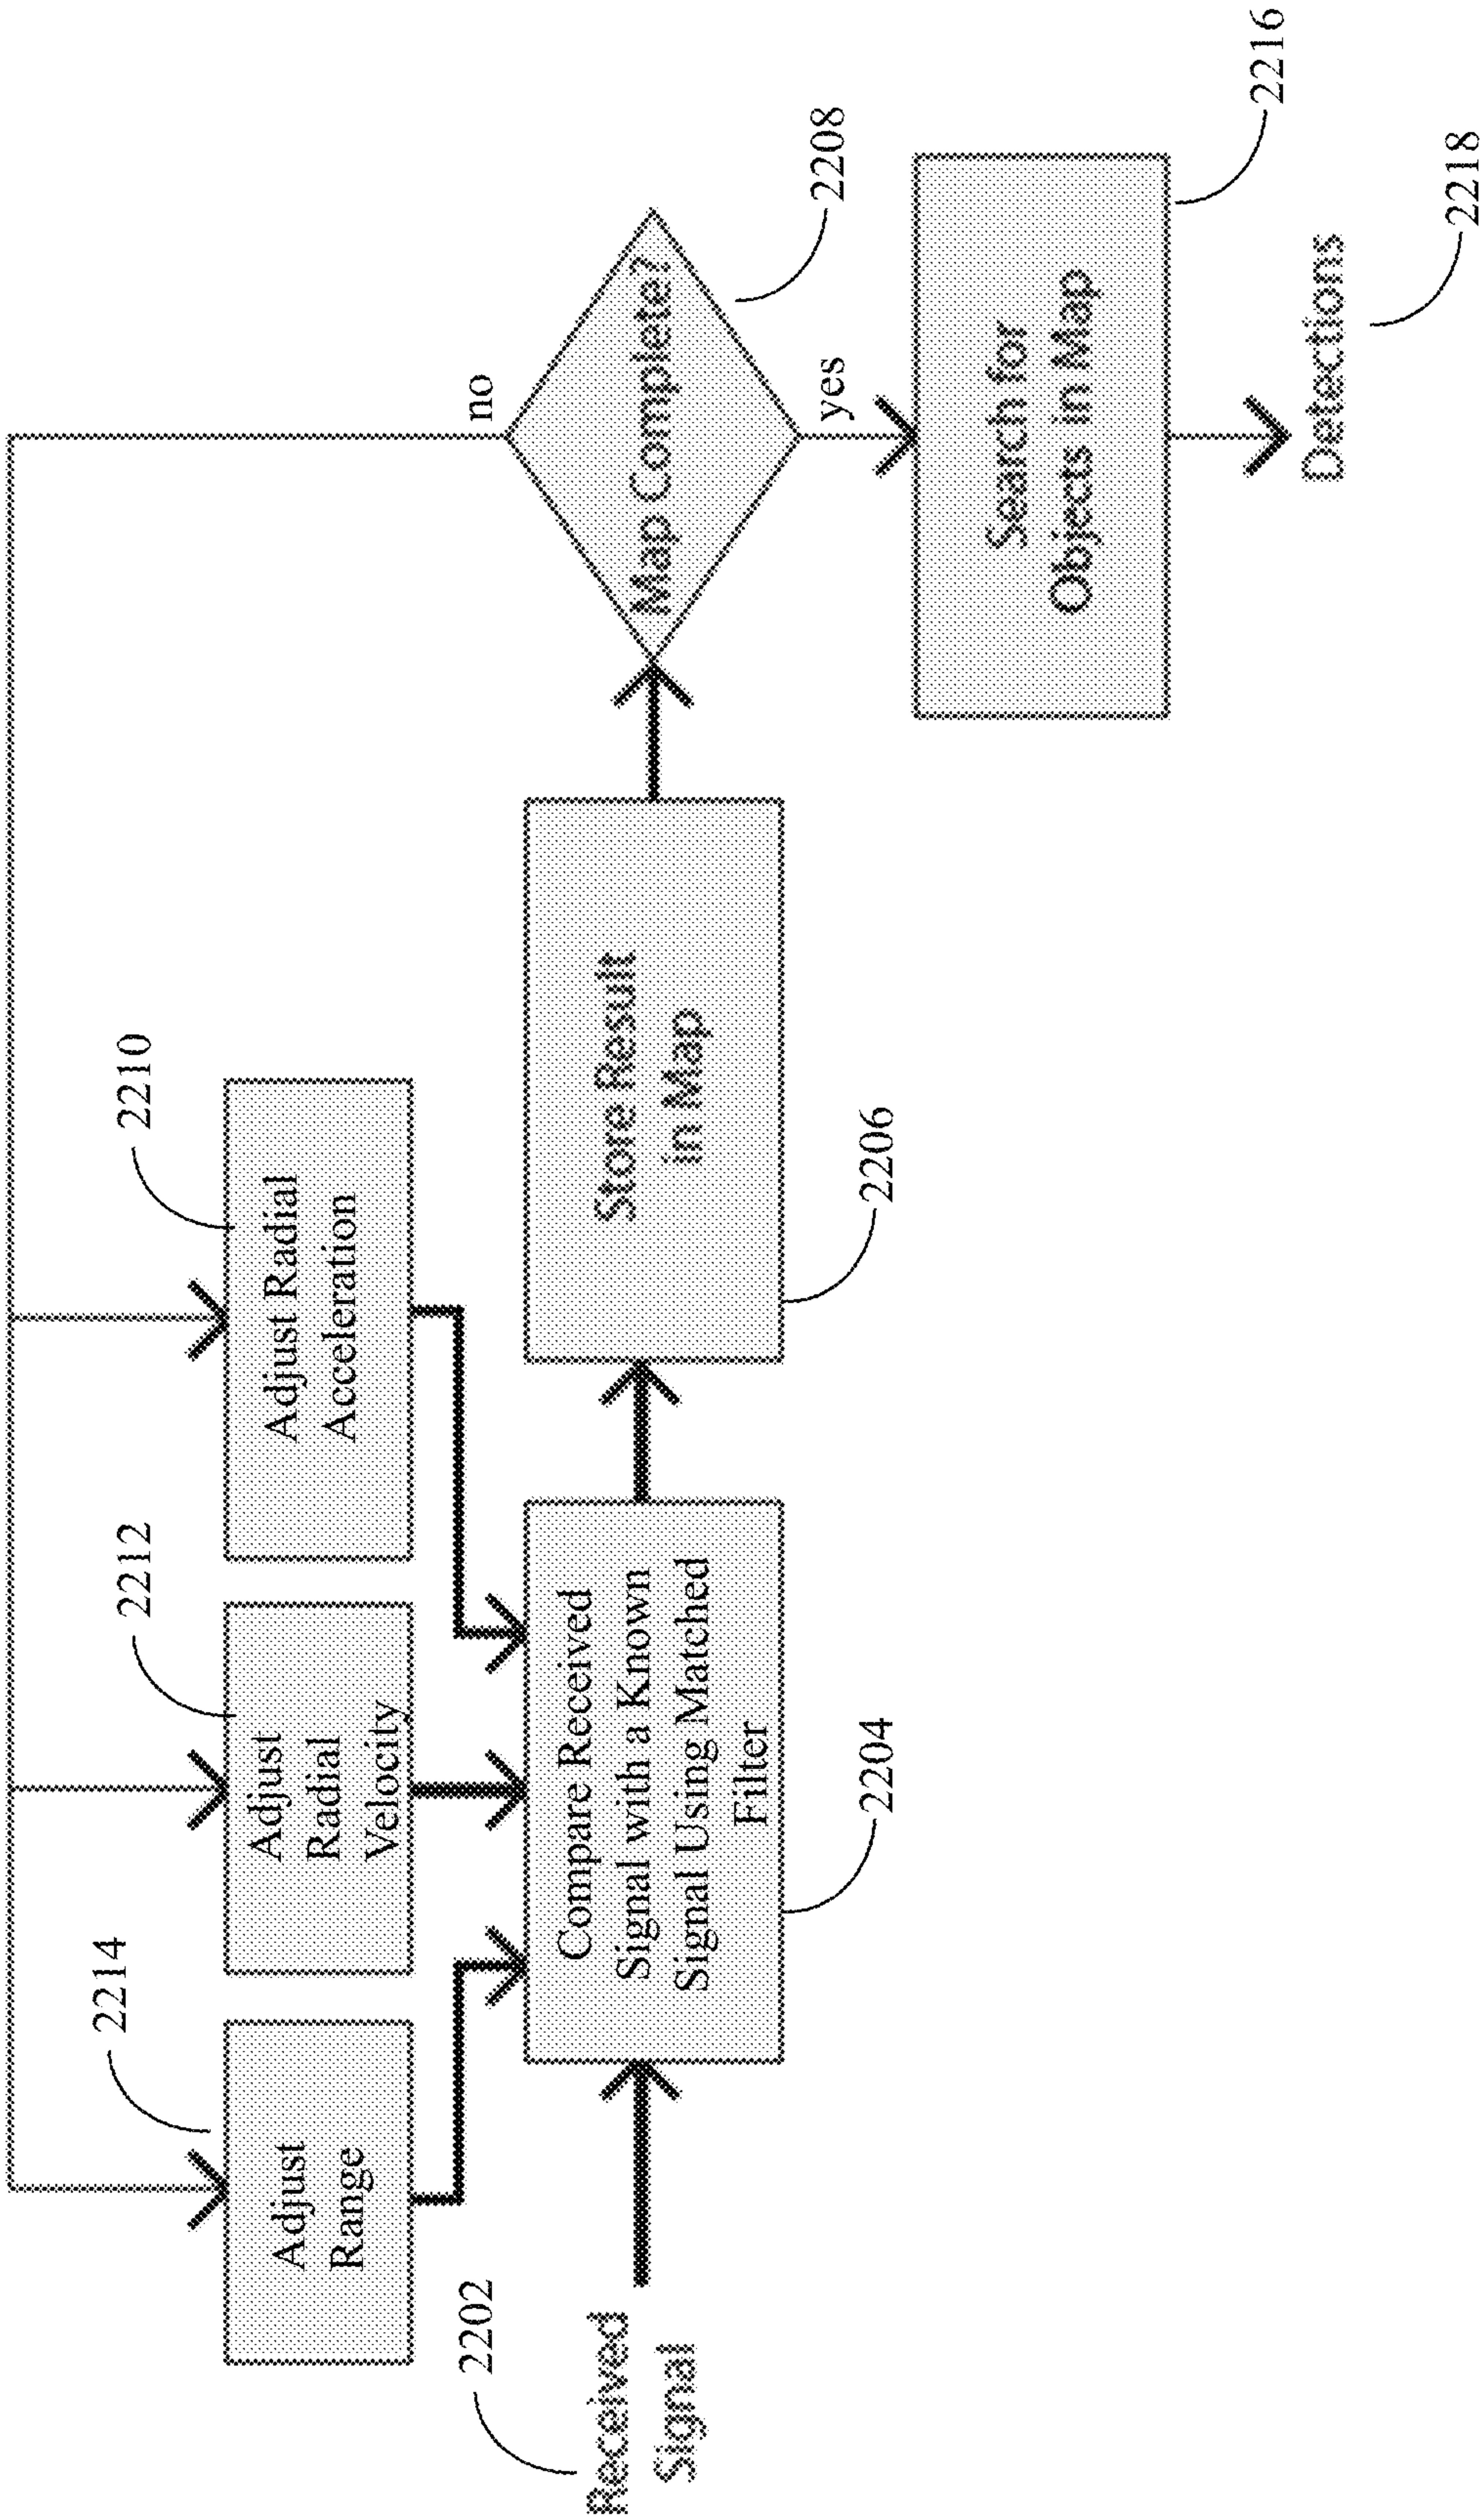 2214
Adjust
Range
2212
Adjust
Radial
Velocity
2210
Adjust Radial
Acceleration
no
2202
Received
Signal
Compare Received
Signal with a Known
Signal Using Matched
Filter
2204
Store Result
in Map
2206
Map Complete?
2208
yes
Search for
Objects in Map
2216
Detections
2218